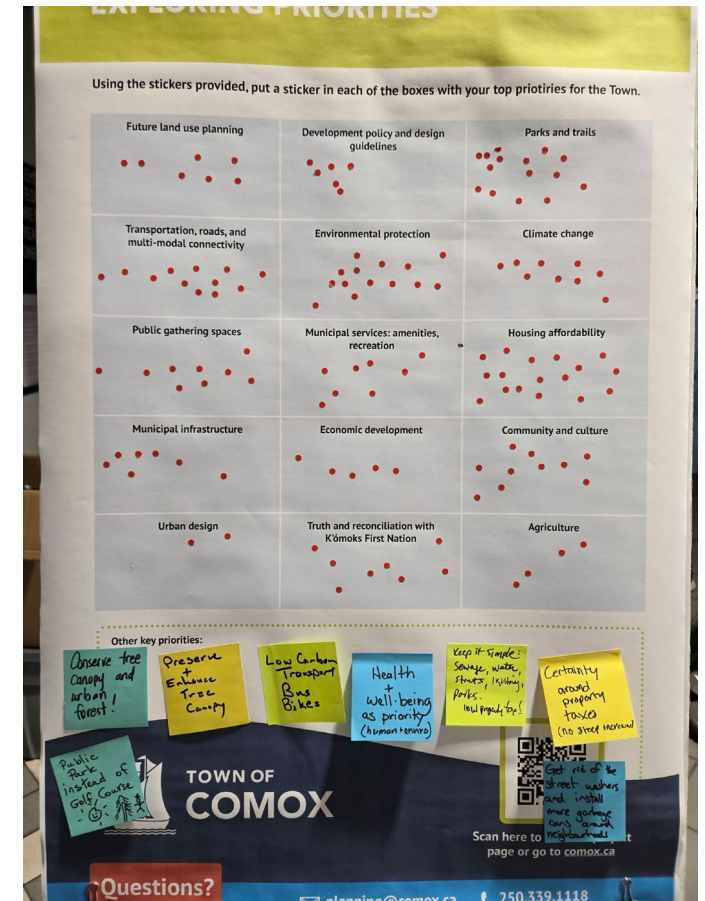 EXPLORING PRIORITIES
Using the stickers provided, put a sticker in each of the boxes with your top priotiries for the Town.
Future land use planning
Development policy and design
guidelines
Parks and trails
Transportation, roads, and
multi-modal connectivity
Environmental protection
Climate change
Public gathering spaces
Municipal services: amenities,
recreation
Housing affordability
Municipal infrastructure
Economic development
Community and culture
Urban design
Truth and reconciliation with
K'ómoks First Nation
Agriculture
Other key priorities:
Conserve tree
canopy and
urban
forest!
Preserve
+
Enhance
Tree
Canopy
Low Carbon
Transport
Bus
Bikes
Health
+
well-being
as priority
Keep it simple:
Sewage, water,
streets,
Parks.
low property tax!
Certainty
around
property
taxes
(no steep increases)
Public
Park
instead of
Golf Course
Get rid of the
street washers
and install
more garbage
cans around
neighbourhoods
TOWN OF
COMOX
Scan here to
page or go to comox.ca
Questions?
planning@comox.ca
250.339.1118